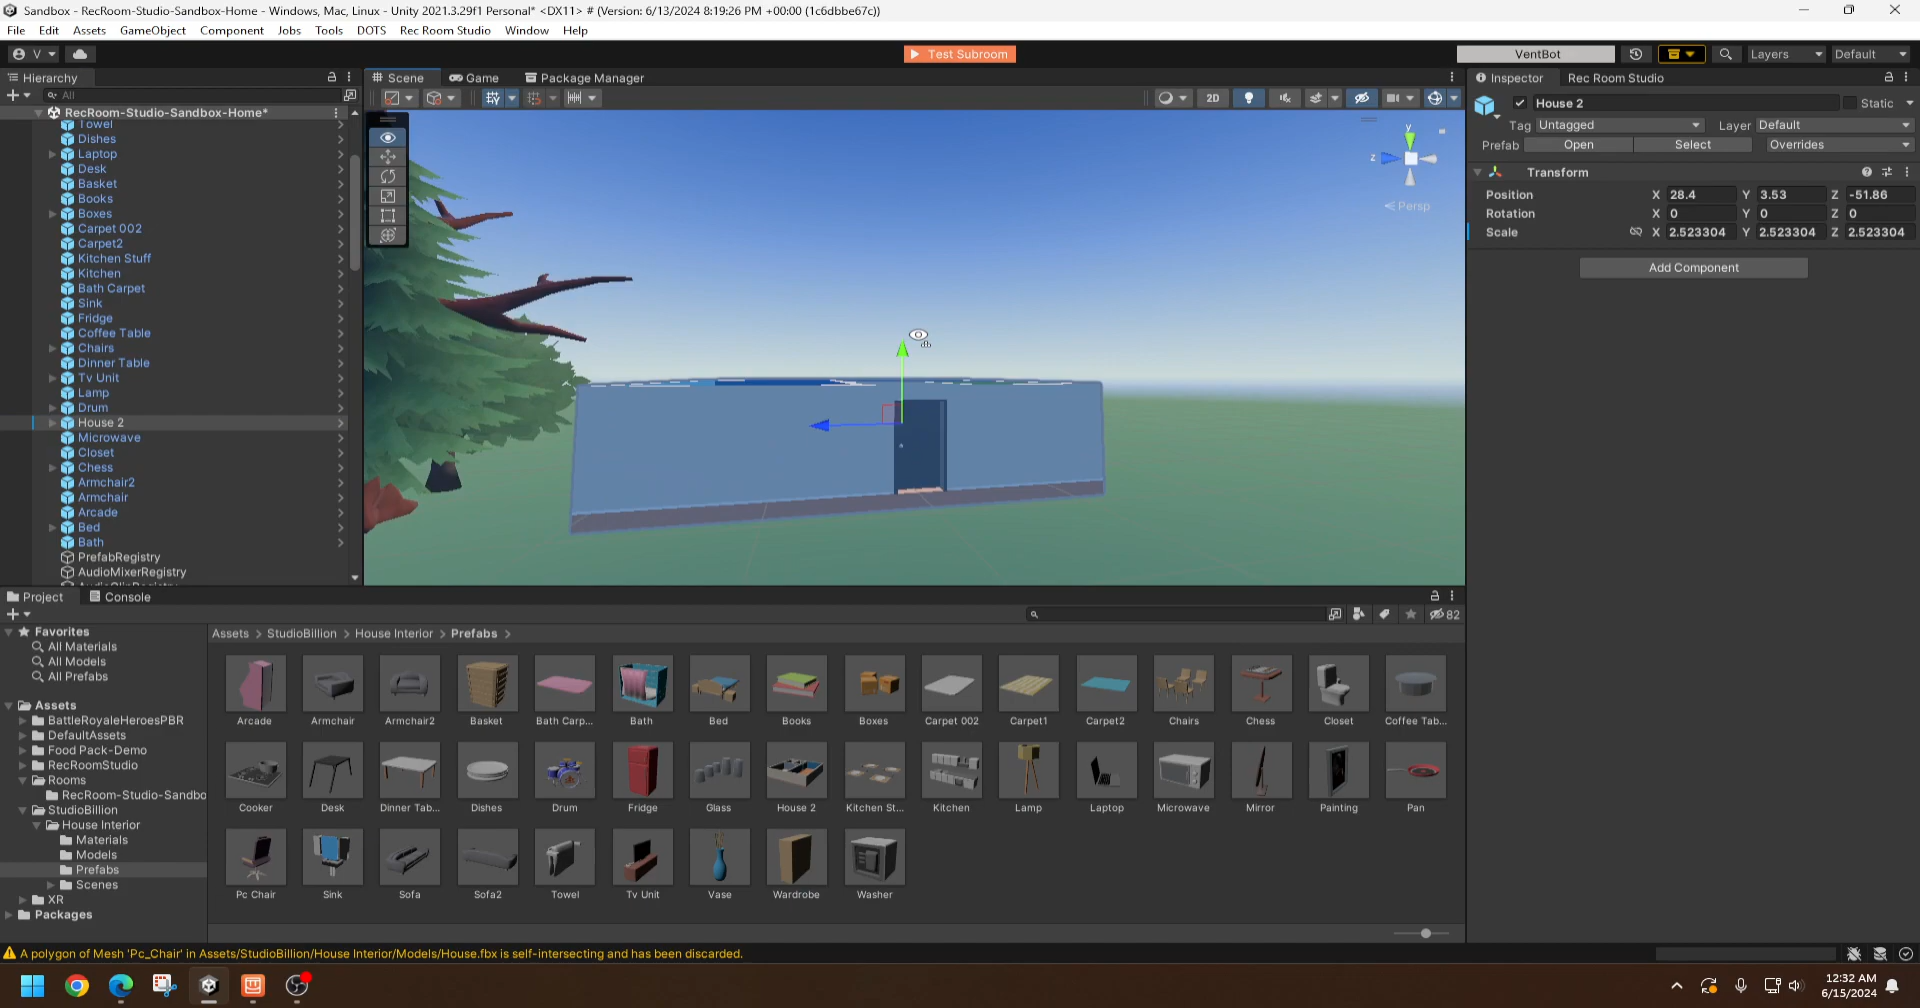 Sandbox - RecRoom-Studio-Sandbox-Home - Windows, Mac, Linux - Unity 2021.3.29f1 Personal* <DX11> # (Version: 6/13/2024 8:19:26 PM +00:00 (1c6dbbe67c))
File Edit Assets GameObject Component Jobs Tools DOTS Rec Room Studio Window Help
V Test Subroom VentBot Layers Default
Hierarchy Scene Game Package Manager Inspector Rec Room Studio
All 2D
RecRoom-Studio-Sandbox-Home*
Towel
Dishes
Laptop
Desk
Basket
Books
Boxes
Carpet 002
Carpet2
Kitchen Stuff
Kitchen
Bath Carpet
Sink
Fridge
Coffee Table
Chairs
Dinner Table
Tv Unit
Lamp
Drum
House 2
Microwave
Closet
Chess
Armchair2
Armchair
Arcade
Bed
Bath
PrefabRegistry
AudioMixerRegistry
y
z
Persp
House 2 Static
Tag Untagged Layer Default
Prefab Open Select Overrides
Transform
Position X 28.4 Y 3.53 Z -51.86
Rotation X 0 Y 0 Z 0
Scale X 2.523304 Y 2.523304 Z 2.523304
Add Component
Project Console
82
Favorites
All Materials
All Models
All Prefabs
Assets
BattleRoyaleHeroesPBR
DefaultAssets
Food Pack-Demo
RecRoomStudio
Rooms
RecRoom-Studio-Sandbo
StudioBillion
House Interior
Materials
Models
Prefabs
Scenes
XR
Packages
Assets > StudioBillion > House Interior > Prefabs >
Arcade Armchair Armchair2 Basket Bath Carp... Bath Bed Books Boxes Carpet 002 Carpet1 Carpet2 Chairs Chess Closet Coffee Tab...
Cooker Desk Dinner Tab... Dishes Drum Fridge Glass House 2 Kitchen St... Kitchen Lamp Laptop Microwave Mirror Painting Pan
Pc Chair Sink Sofa Sofa2 Towel Tv Unit Vase Wardrobe Washer
A polygon of Mesh 'Pc_Chair' in Assets/StudioBillion/House Interior/Models/House.fbx is self-intersecting and has been discarded.
12:32 AM
6/15/2024